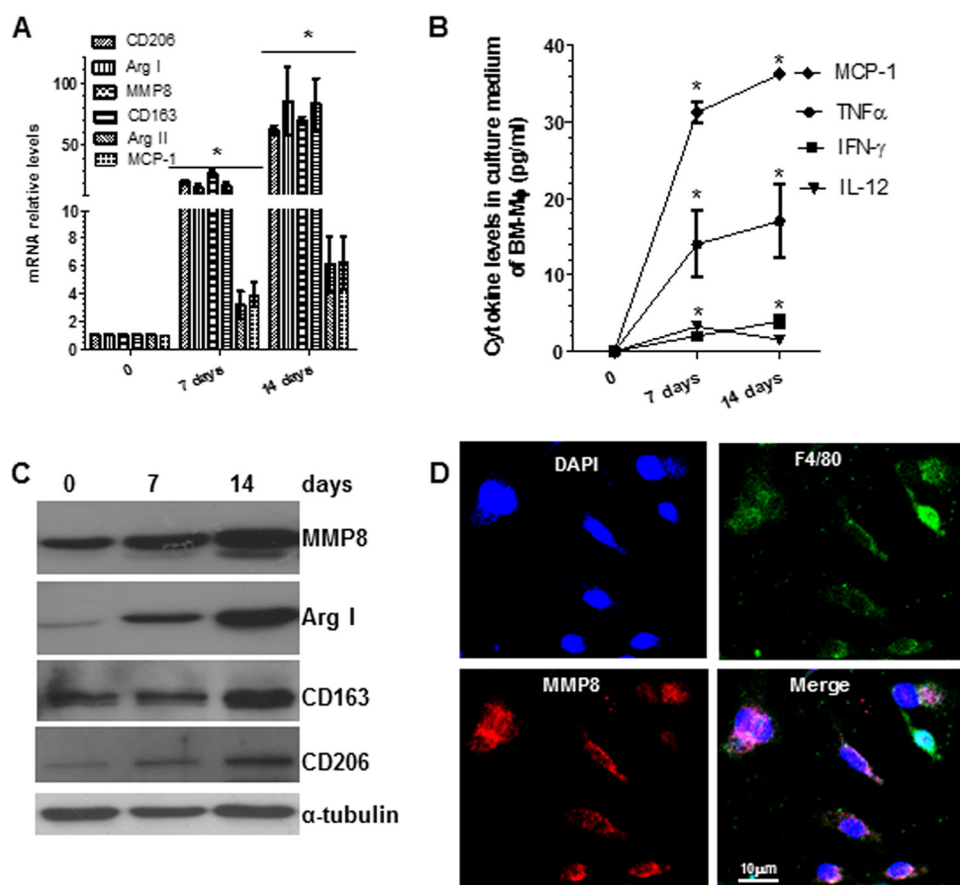 A
CD206
Arg I
MMP8
CD163
Arg II
MCP-1
*
*
mRNA relative levels
100
50
10
8
6
4
2
0
0
7 days
14 days
B
Cytokine levels in culture medium
of BM-Mϕ (pg/ml)
40
30
20
10
0
*
*
*
*
*
*
MCP-1
TNFα
IFN-γ
IL-12
0
7 days
14 days
C
0 7 14 days
MMP8
Arg I
CD163
CD206
α-tubulin
D
DAPI
F4/80
MMP8
Merge
10μm